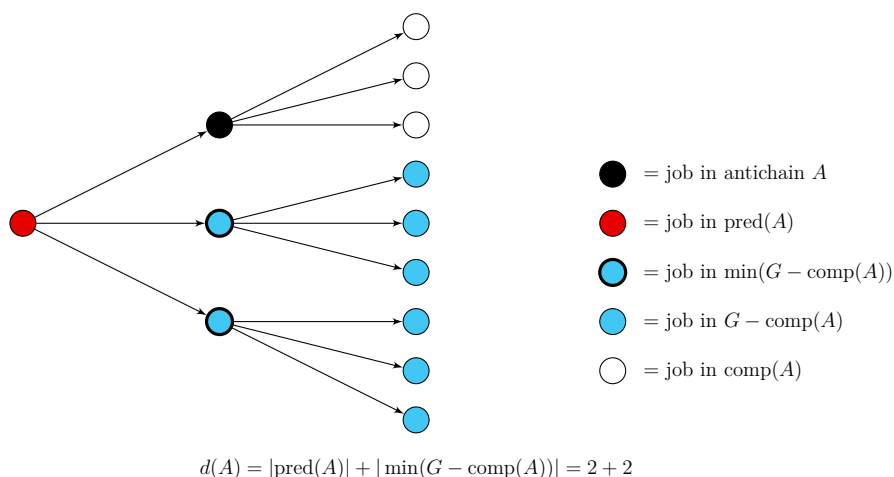 = job in antichain A
= job in pred(A)
= job in min(G − comp(A))
= job in G − comp(A)
= job in comp(A)
d(A) = |pred(A)| + | min(G − comp(A))| = 2 + 2